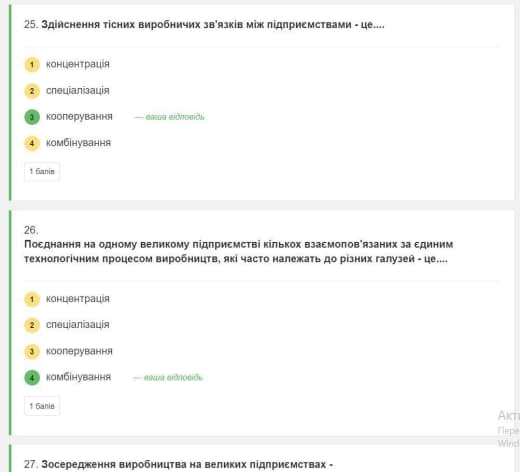 25. Здійснення тісних виробничих зв'язків між підприємствами - це....
1 концентрація
2 спеціалізація
3 кооперування — ваша відповідь
4 комбінування
1 балів
26.
Поєднання на одному великому підприємстві кількох взаємопов'язаних за єдиним
технологічним процесом виробництв, які часто належать до різних галузей - це....
1 концентрація
2 спеціалізація
3 кооперування
4 комбінування — ваша відповідь
1 балів
Акти
Пере
Wind
27. Зосередження виробництва на великих підприємствах -